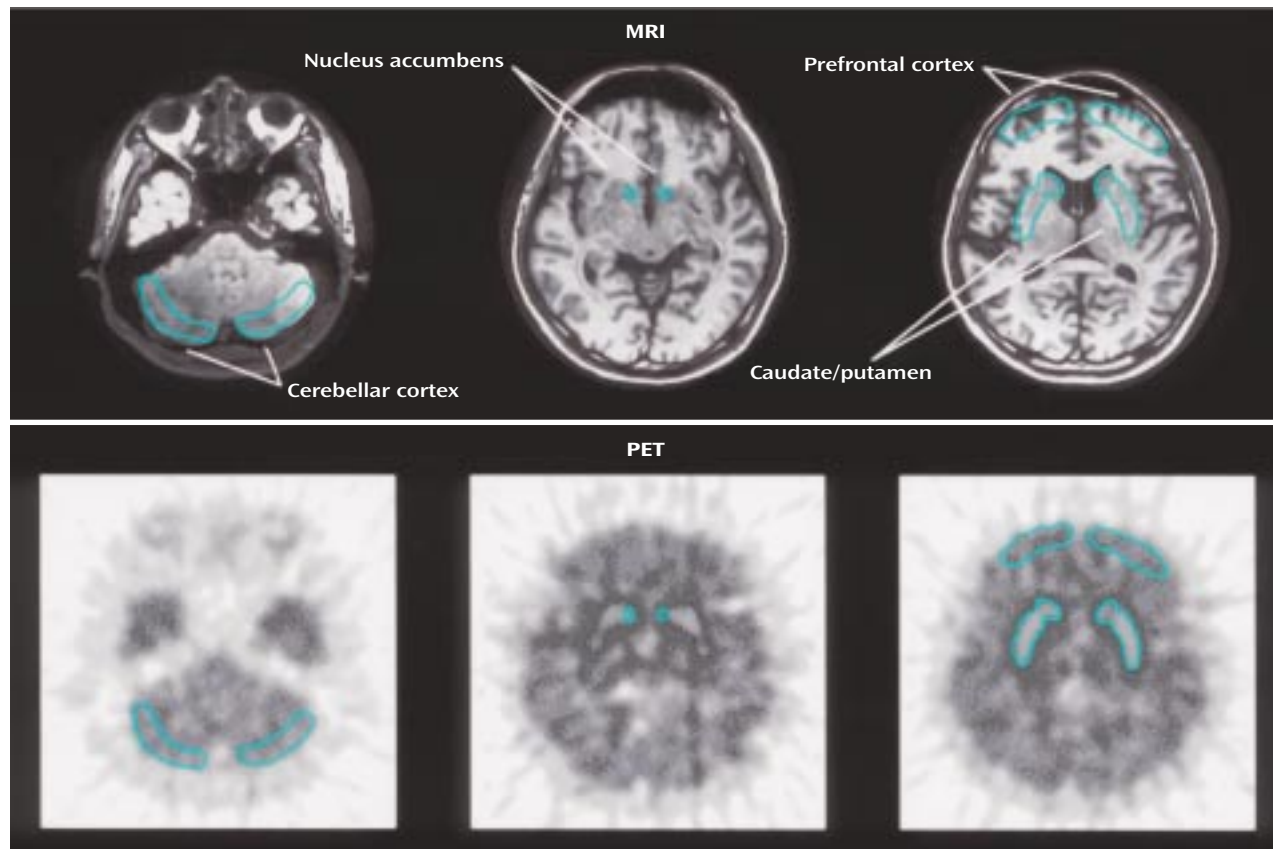 MRI
Nucleus accumbens
Prefrontal cortex
Caudate/putamen
Cerebellar cortex
PET